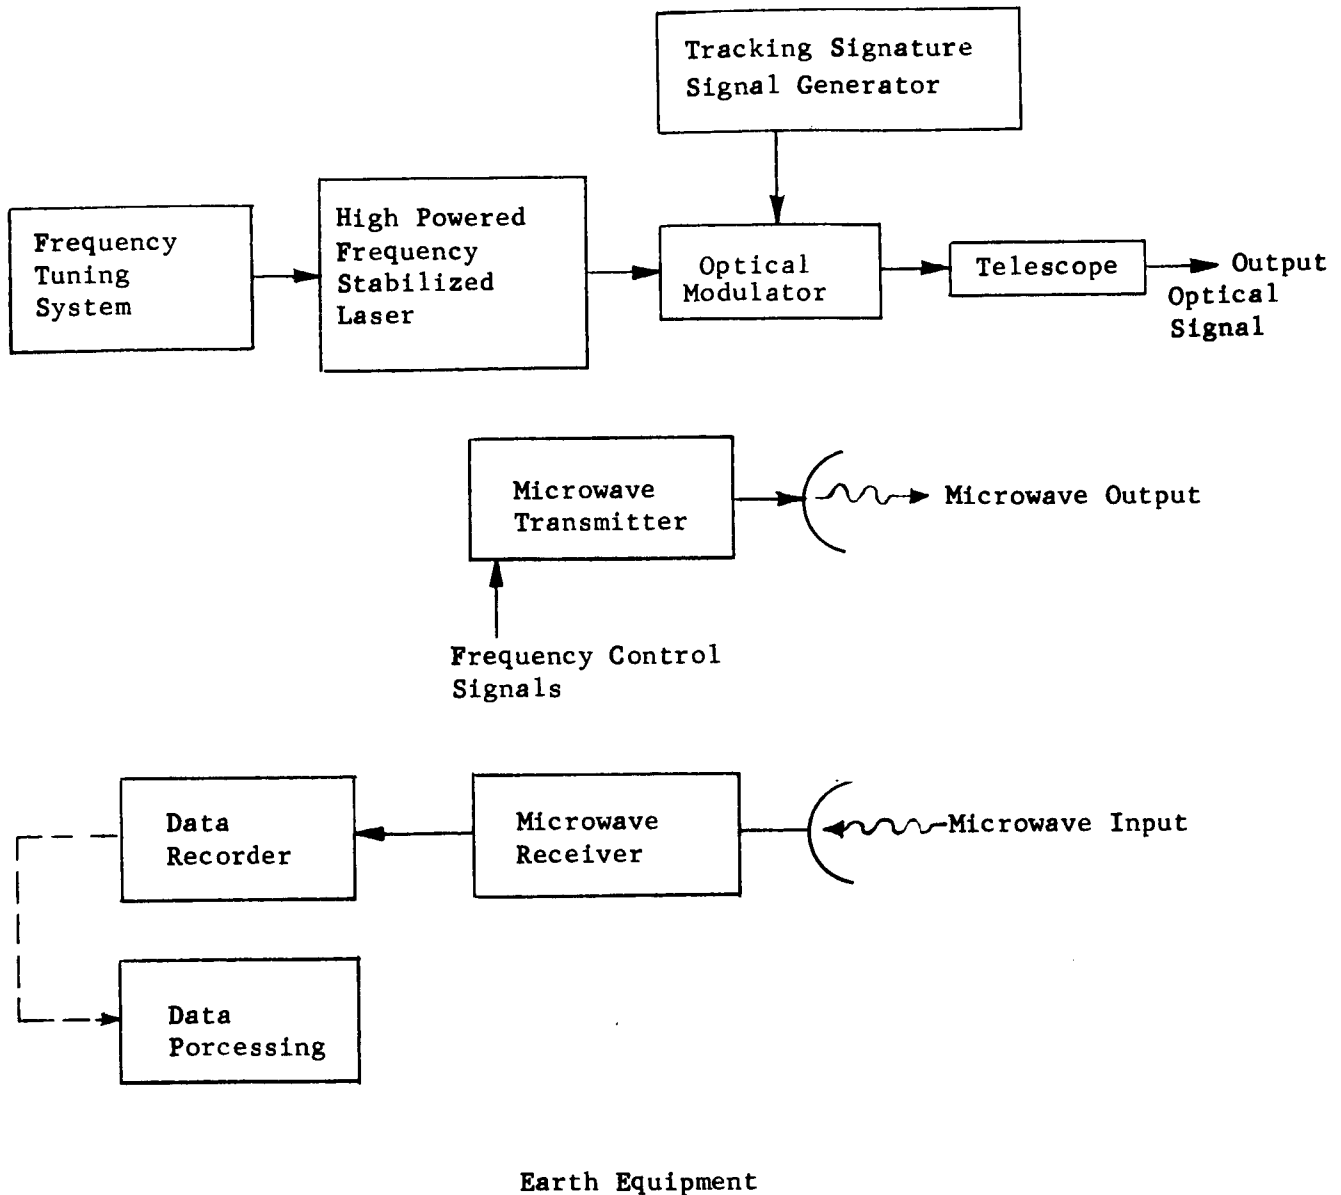 Tracking Signature
Signal Generator
Frequency
Tuning
System
High Powered
Frequency
Stabilized
Laser
Optical
Modulator
Telescope
Output
Optical
Signal
Microwave
Transmitter
Microwave Output
Frequency Control
Signals
Data
Recorder
Microwave
Receiver
Microwave Input
Data
Porcessing
Earth Equipment